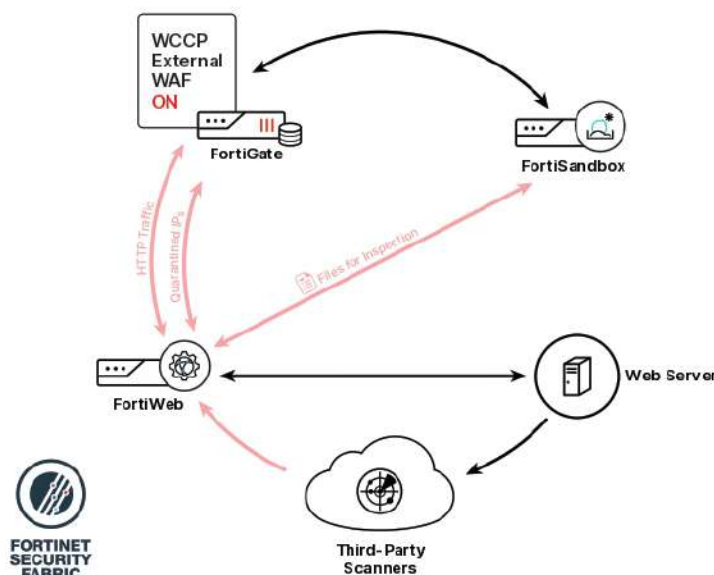 WCCP
External
WAF
ON
FortiGate
FortiSandbox
HTTP Traffic
Quarantined IPs
Files for Inspection
FortiWeb
Web Server
Third-Party
Scanners
FORTINET
SECURITY
FABRIC